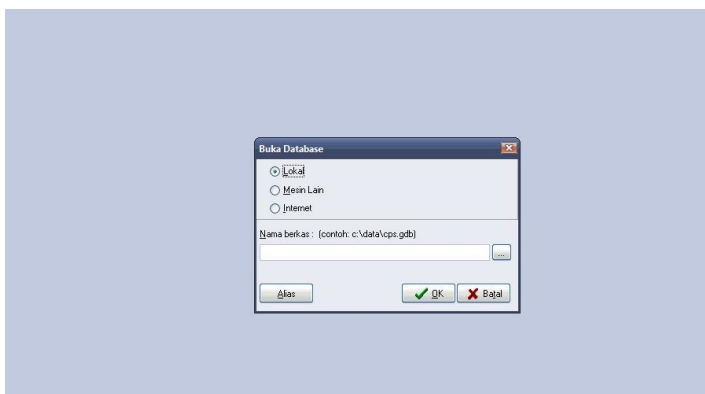 Buka Database
Lokal
Mesin Lain
Internet
Nama berkas : (contoh: c:\data\cps.gdb)
...
Alias
OK
Batal